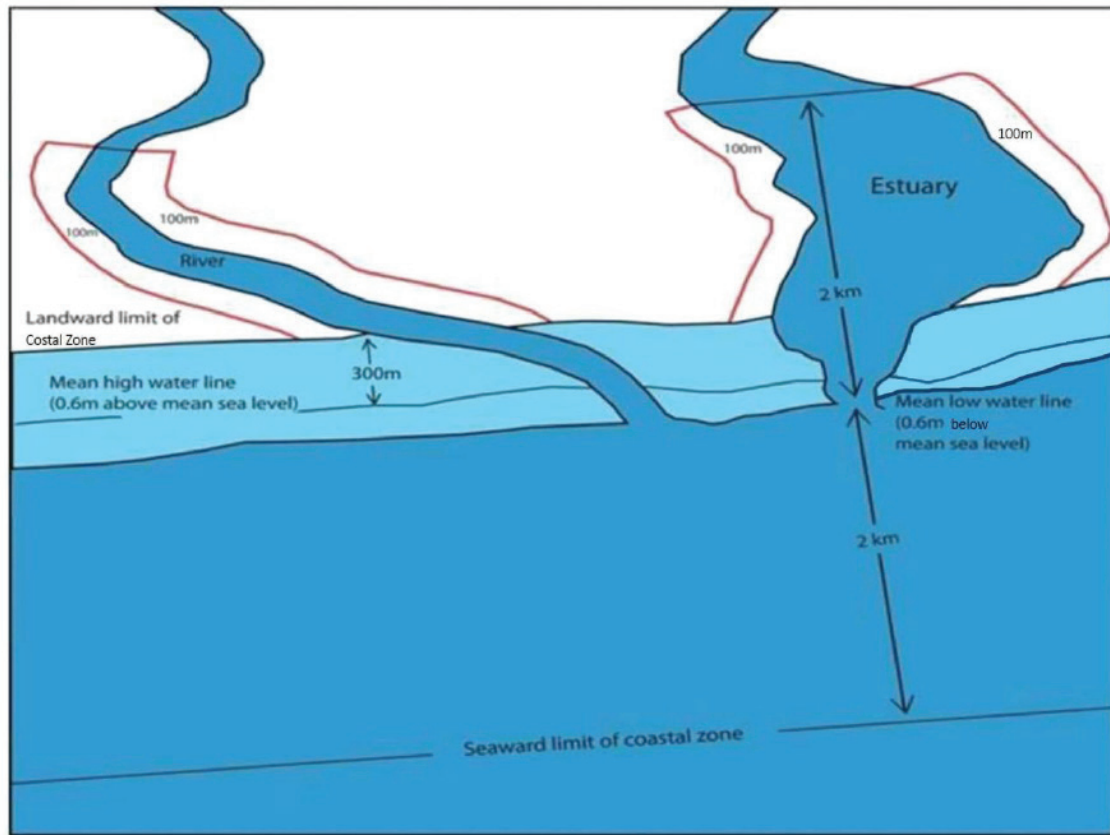 100m
100m
Estuary
100m
100m
River
2 km
Landward limit of
Costal Zone
300m
Mean high water line
(0.6m above mean sea level)
Mean low water line
(0.6m below
mean sea level)
2 km
Seaward limit of coastal zone